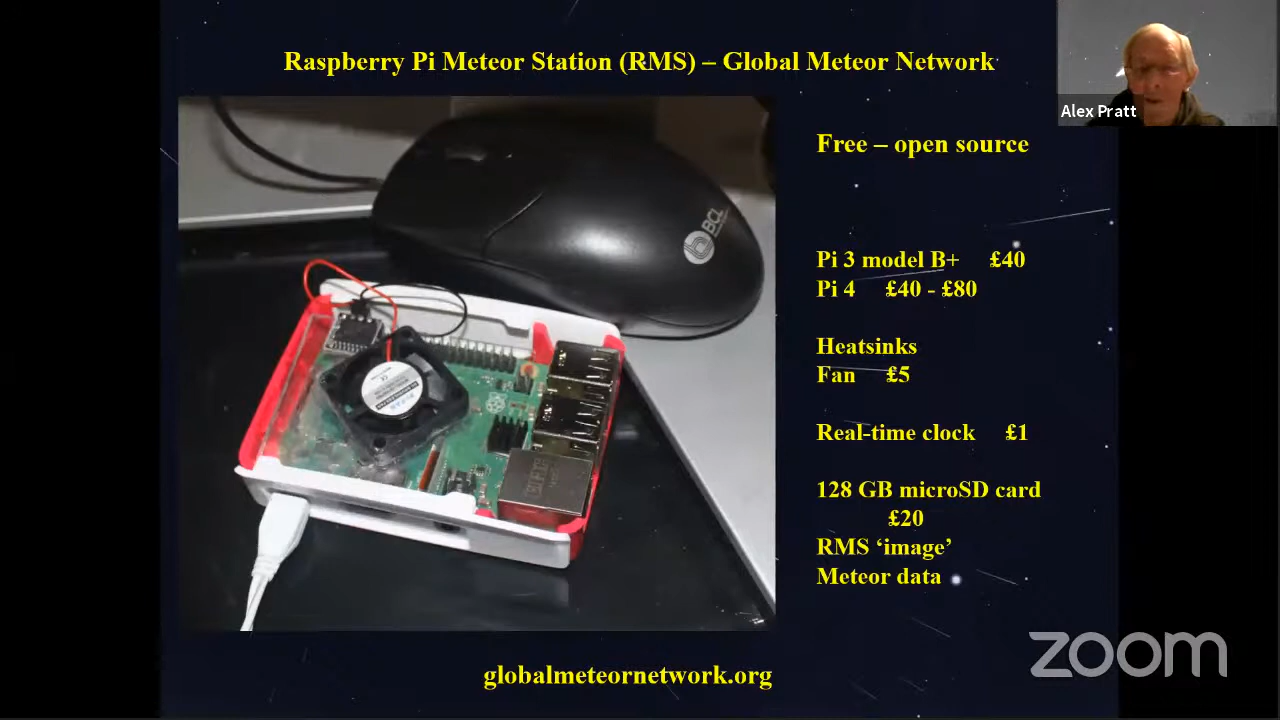 Raspberry Pi Meteor Station (RMS) – Global Meteor Network
Alex Pratt
Free – open source
BCL
Pi 3 model B+ £40
Pi 4 £40 - £80
Heatsinks
Fan £5
Real-time clock £1
128 GB microSD card
£20
RMS ‘image’
Meteor data
zoom
globalmeteornetwork.org